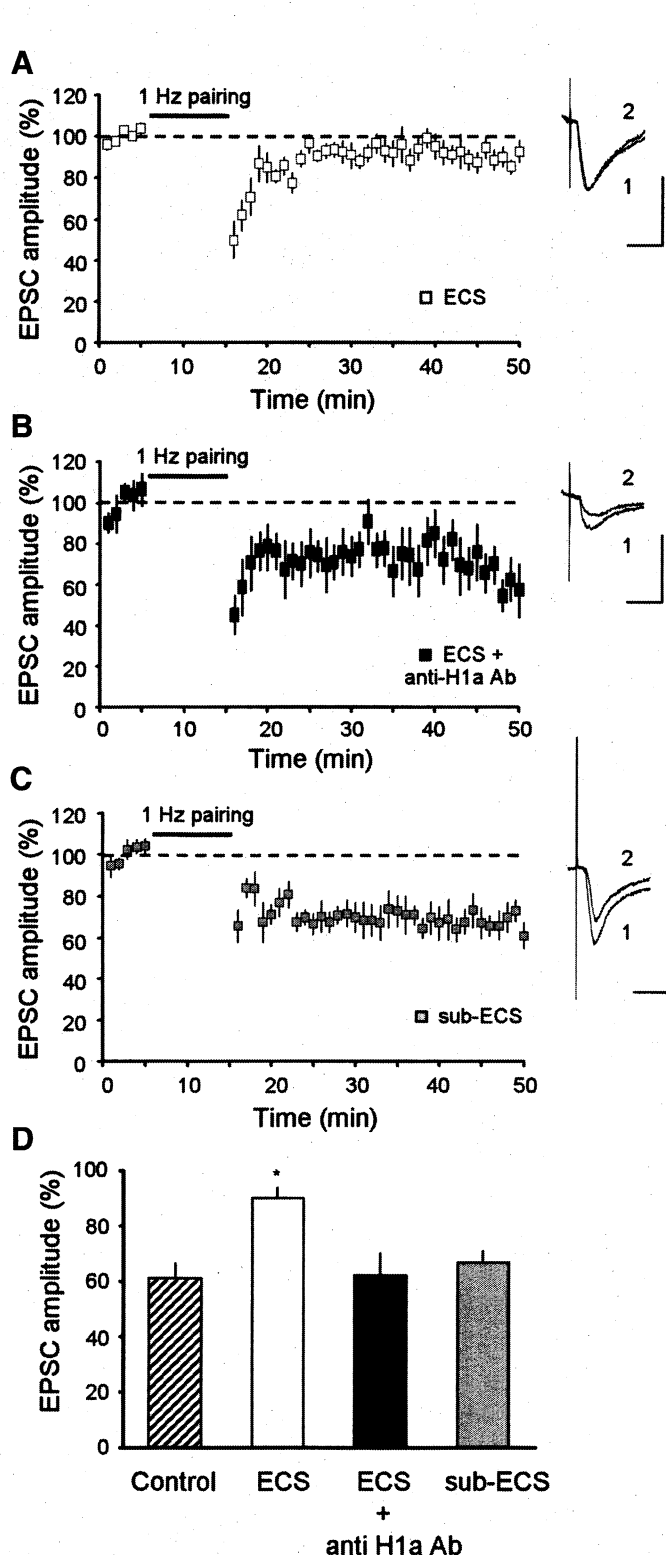 A
EPSC amplitude (%)
120
100
80
60
40
20
0
1 Hz pairing
ECS
0 10 20 30 40 50
Time (min)
2
1
B
EPSC amplitude (%)
120
100
80
60
40
20
0
1 Hz pairing
ECS +
anti-H1a Ab
0 10 20 30 40 50
Time (min)
2
1
C
EPSC amplitude (%)
120
100
80
60
40
20
0
1 Hz pairing
sub-ECS
0 10 20 30 40 50
Time (min)
2
1
D
EPSC amplitude (%)
100
80
60
40
20
0
*
Control ECS ECS sub-ECS
+
anti H1a Ab